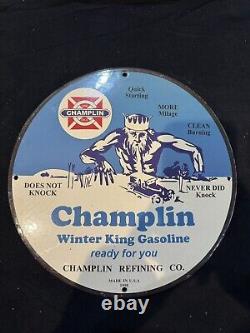 CHAMPLIN
Quick
Starting
MORE
Milage
CLEAN
Burning
DOES NOT
KNOCK
NEVER DID
Knock
Champlin
Winter King Gasoline
ready for you
CHAMPLIN REFINING CO.
MADE IN U.S.A.